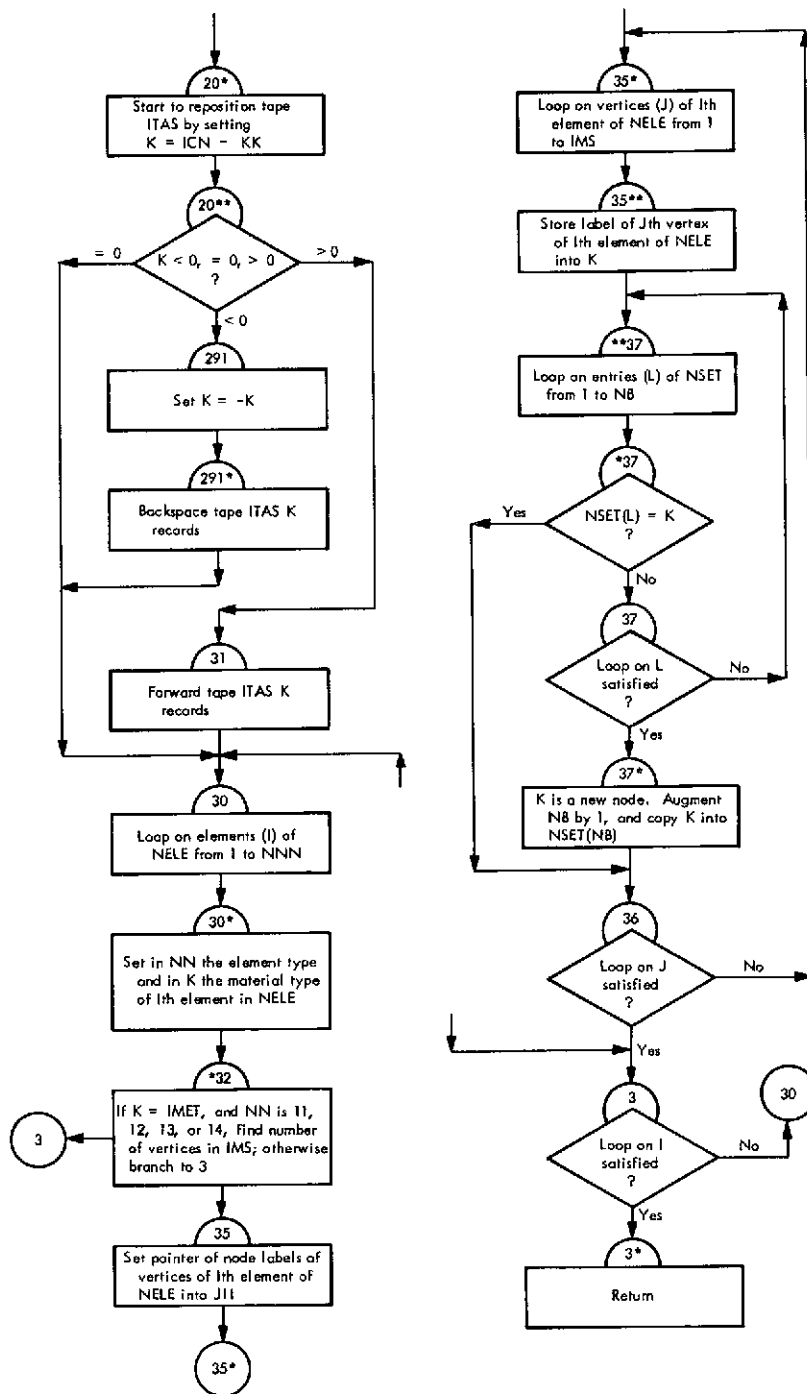 20*
Start to reposition tape
ITAS by setting
K = ICN - KK
20**
= 0
K < 0, = 0, > 0
?
> 0
< 0
291
Set K = -K
291*
Backspace tape ITAS K
records
31
Forward tape ITAS K
records
30
Loop on elements (I) of
NELE from 1 to NNN
30*
Set in NN the element type
and in K the material type
of Ith element in NELE
*32
If K = IMET, and NN is 11,
12, 13, or 14, Find number
of vertices in IMS; otherwise
branch to 3
3
35
Set pointer of node labels of
vertices of Ith element of
NELE into JII
35*
35*
Loop on vertices (J) of Ith
element of NELE from 1
to IMS
35**
Store label of Jth vertex
of Ith element of NELE
into K
**37
Loop on entries (L) of NSET
from 1 to NB
*37
Yes
NSET(L) = K
?
No
37
Loop on L
satisfied
?
No
Yes
37*
K is a new node. Augment
NB by 1, and copy K into
NSET(NB)
36
Loop on J
satisfied
?
No
Yes
3
30
Loop on I
satisfied
?
No
Yes
3*
Return